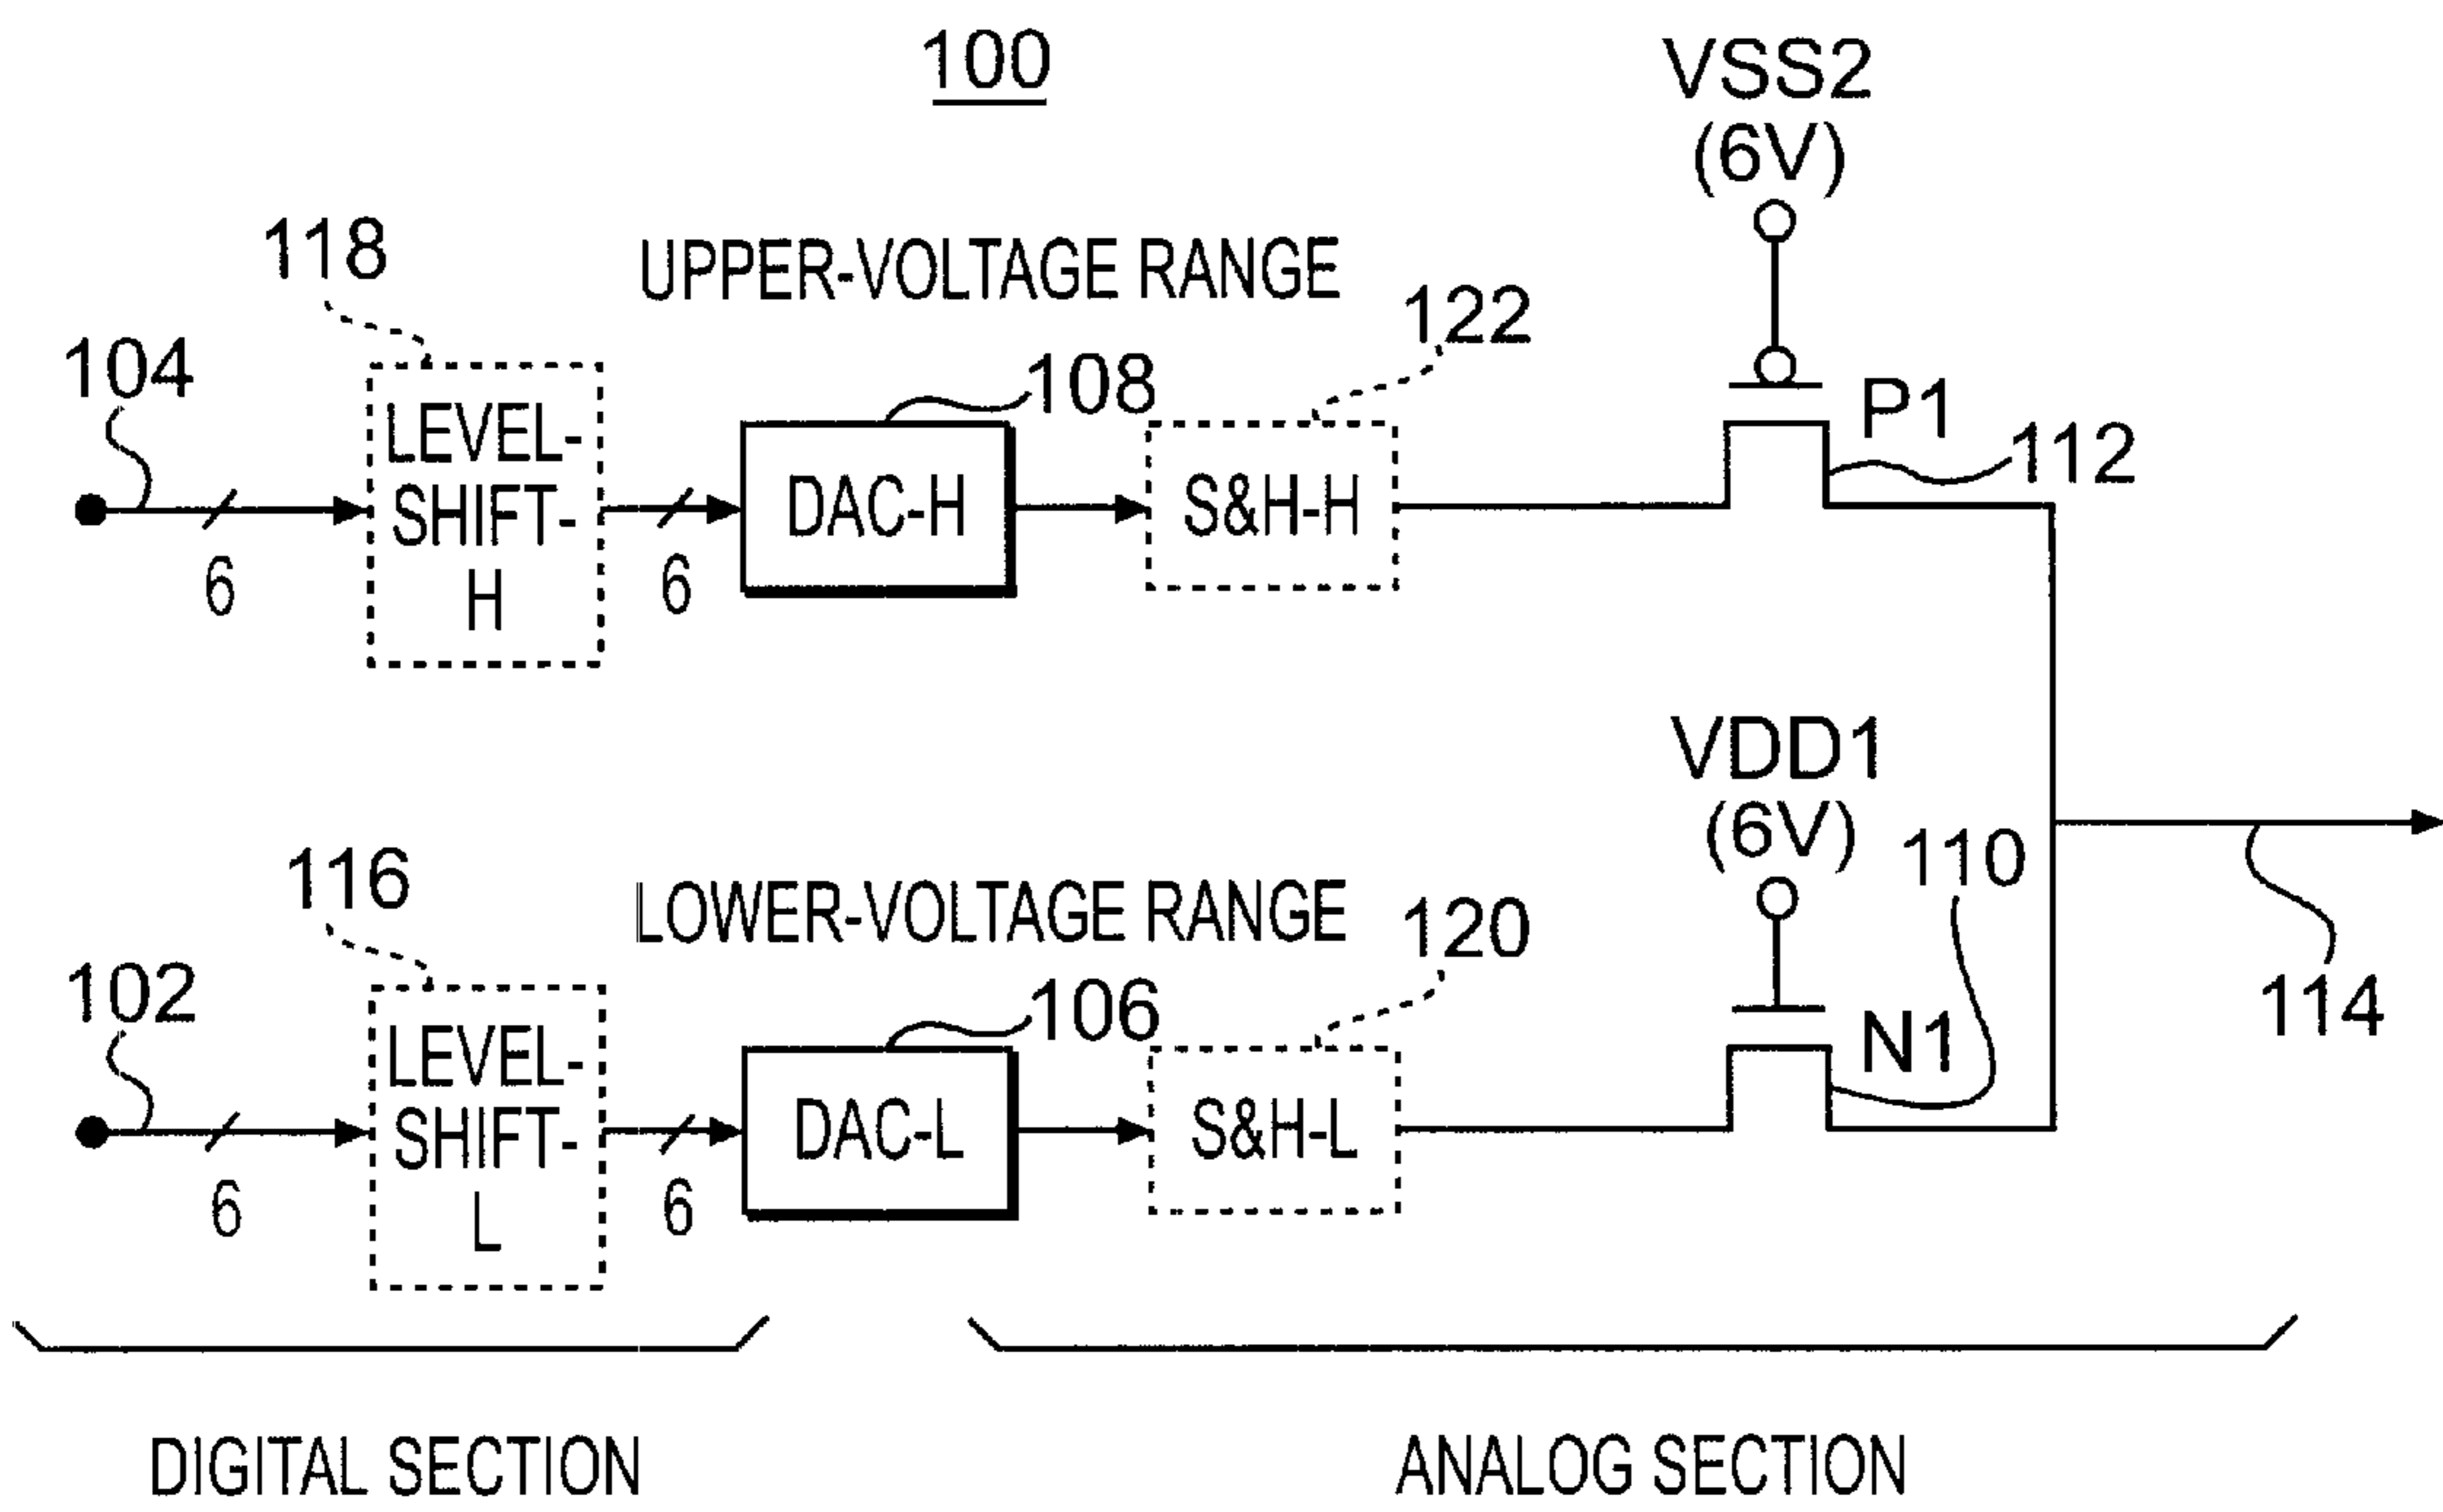 100
VSS2
(6V)
118
UPPER-VOLTAGE RANGE
122
104
108
P1
112
LEVEL-
SHIFT-
H
DAC-H
S&H-H
6
6
VDD1
(6V)
110
116
LOWER-VOLTAGE RANGE
120
102
106
N1
114
LEVEL-
SHIFT-
L
DAC-L
S&H-L
6
6
DIGITAL SECTION
ANALOG SECTION